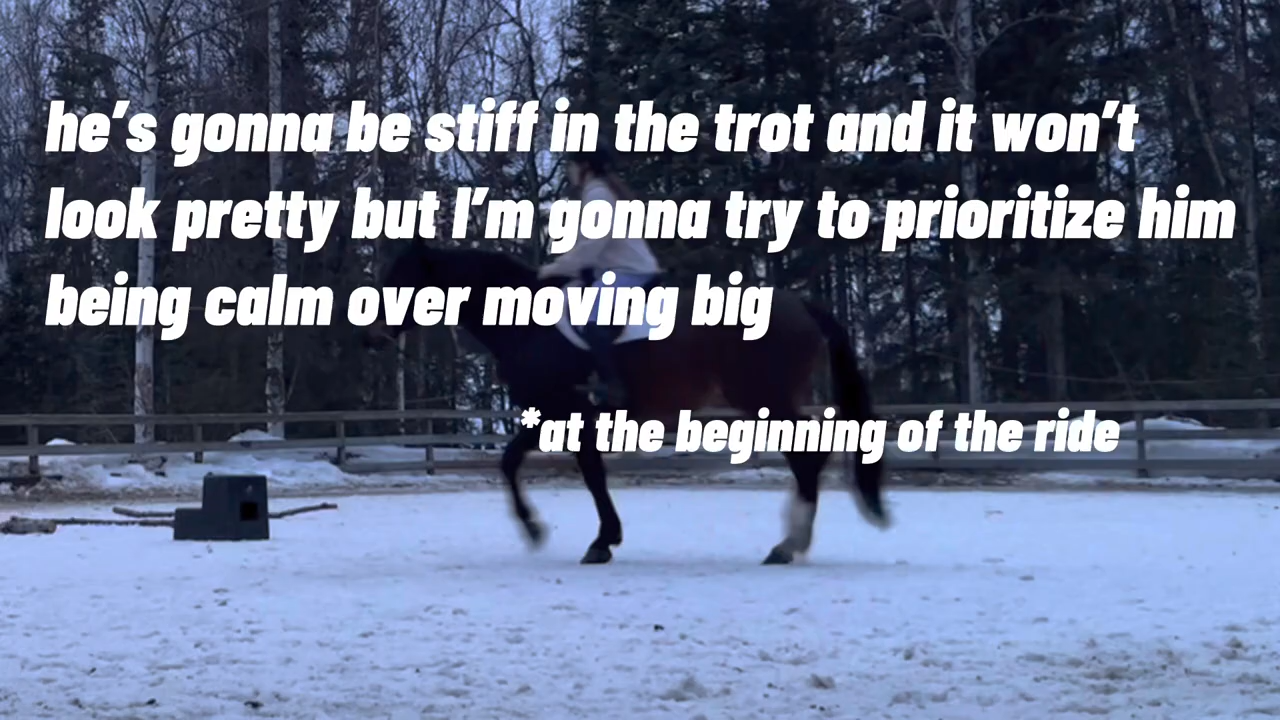 he's gonna be stiff in the trot and it won't
look pretty but I'm gonna try to prioritize him
being calm over moving big
*at the beginning of the ride